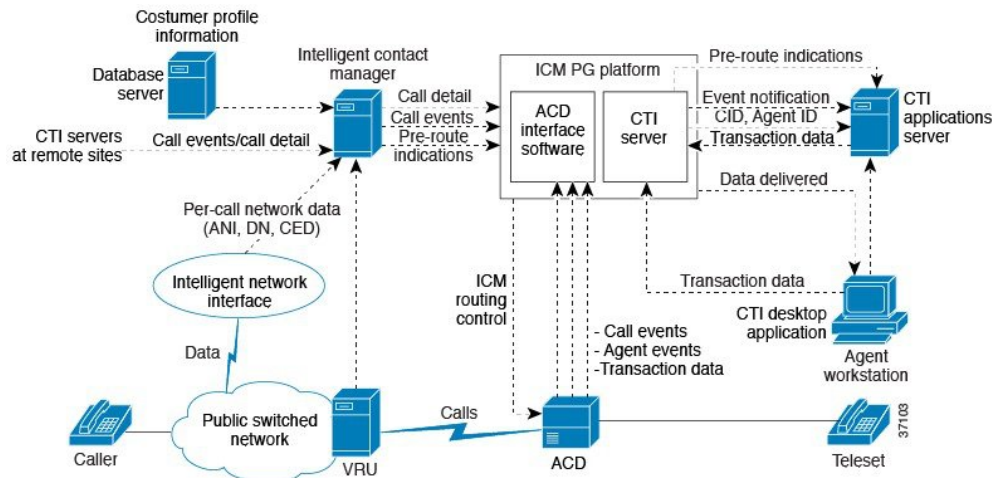 Costumer profile
information
Database
server
Intelligent contact
manager
CTI servers
at remote sites
Call events/call detail
Call detail
Call events
Pre-route
indications
ICM PG platform
ACD
interface
software
CTI
server
Pre-route indications
Event notification
CID, Agent ID
Transaction data
CTI
applications
server
Data delivered
Per-call network data
(ANI, DN, CED)
Intelligent network
interface
ICM
routing
control
Transaction data
CTI desktop
application
Agent
workstation
- Call events
- Agent events
-Transaction data
Data
Public switched
network
Calls
Caller
VRU
ACD
Teleset
37103